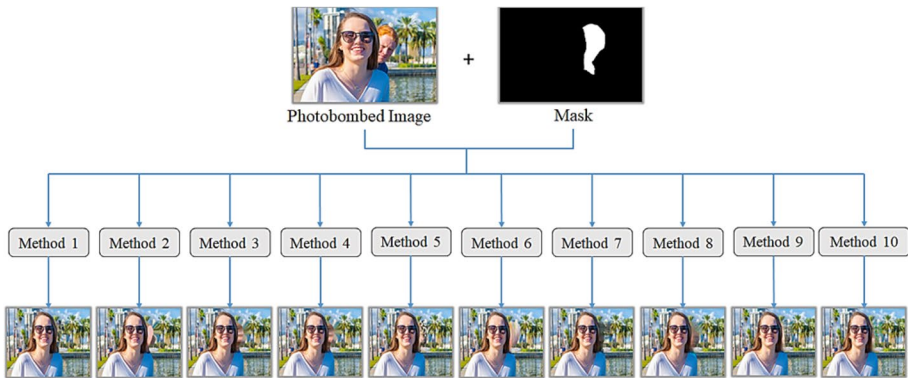 +
Photobombed Image
Mask
Method 1
Method 2
Method 3
Method 4
Method 5
Method 6
Method 7
Method 8
Method 9
Method 10